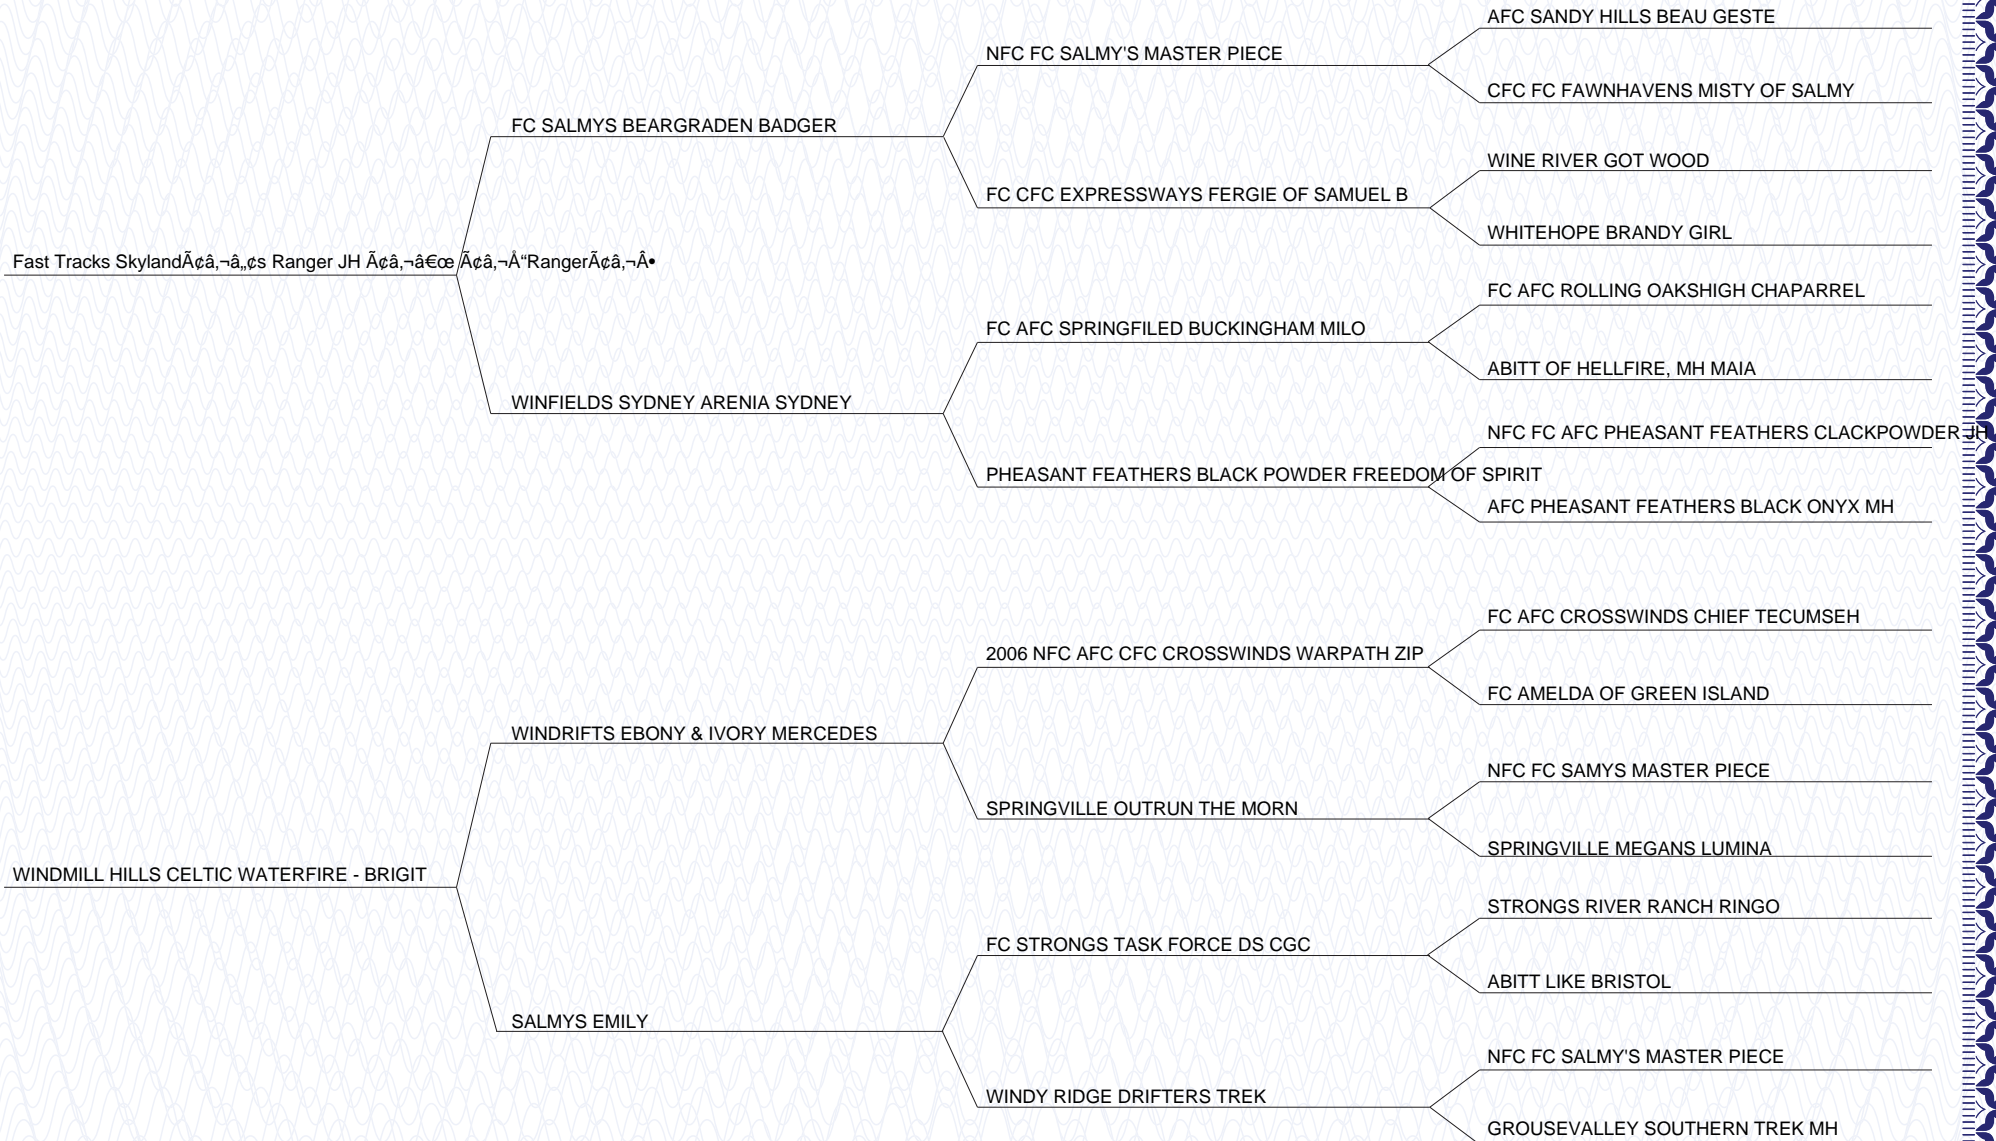 AFC SANDY HILLS BEAU GESTE
NFC FC SALMY'S MASTER PIECE
CFC FC FAWNHAVENS MISTY OF SALMY
FC SALMYS BEARGRADEN BADGER
WINE RIVER GOT WOOD
FC CFC EXPRESSWAYS FERGIE OF SAMUEL B
WHITEHOPE BRANDY GIRL
Fast Tracks SkylandÃ¢â‚¬â„¢s Ranger JH Ã¢â‚¬â€œ Ã¢â‚¬Å“RangerÃ¢â‚¬Â•
FC AFC ROLLING OAKSHIGH CHAPARREL
FC AFC SPRINGFILED BUCKINGHAM MILO
ABITT OF HELLFIRE, MH MAIA
WINFIELDS SYDNEY ARENIA SYDNEY
NFC FC AFC PHEASANT FEATHERS CLACKPOWDER JH
PHEASANT FEATHERS BLACK POWDER FREEDOM OF SPIRIT
AFC PHEASANT FEATHERS BLACK ONYX MH
FC AFC CROSSWINDS CHIEF TECUMSEH
2006 NFC AFC CFC CROSSWINDS WARPATH ZIP
FC AMELDA OF GREEN ISLAND
WINDRIFTS EBONY & IVORY MERCEDES
NFC FC SAMYS MASTER PIECE
SPRINGVILLE OUTRUN THE MORN
SPRINGVILLE MEGANS LUMINA
WINDMILL HILLS CELTIC WATERFIRE - BRIGIT
STRONGS RIVER RANCH RINGO
FC STRONGS TASK FORCE DS CGC
ABITT LIKE BRISTOL
SALMYS EMILY
NFC FC SALMY'S MASTER PIECE
WINDY RIDGE DRIFTERS TREK
GROUSEVALLEY SOUTHERN TREK MH